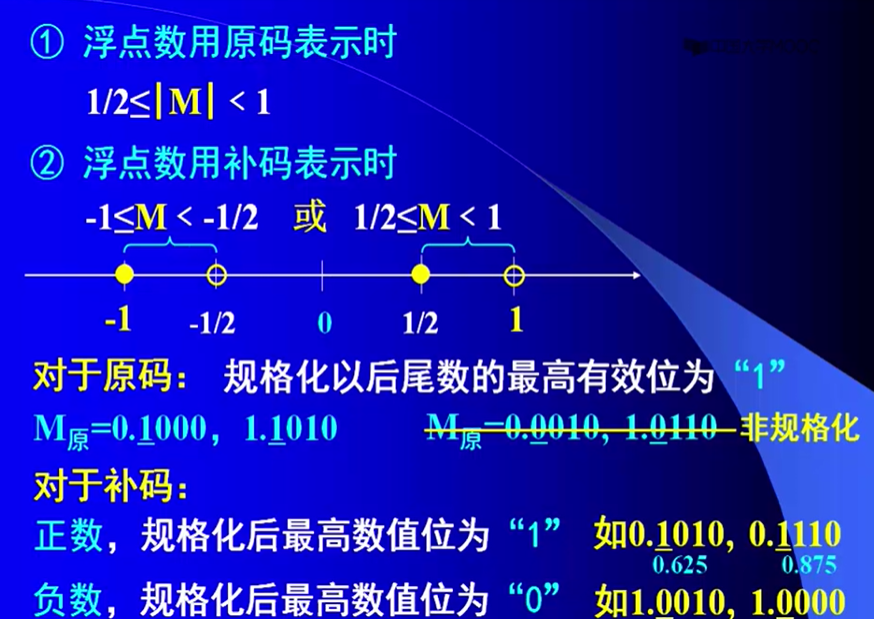 ① 浮点数用原码表示时
1/2≤|M| < 1
② 浮点数用补码表示时
-1≤M < -1/2 或 1/2≤M < 1
-1 -1/2 0 1/2 1
对于原码： 规格化以后尾数的最高有效位为“1”
M原=0.1000，1.1010 M原=0.0010, 1.0110 非规格化
对于补码：
正数，规格化后最高数值位为“1” 如0.1010, 0.1110
0.625 0.875
负数，规格化后最高数值位为“0” 如1.0010, 1.0000